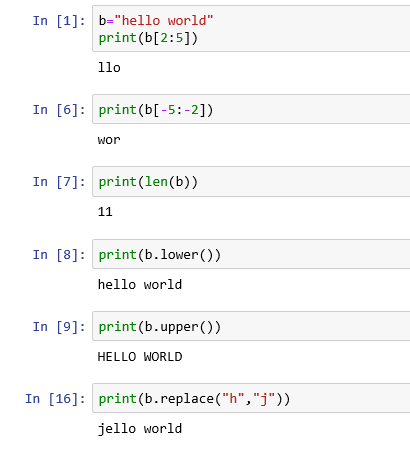 In [1]: b="hello world"
print(b[2:5])
llo
In [6]: print(b[-5:-2])
wor
In [7]: print(len(b))
11
In [8]: print(b.lower())
hello world
In [9]: print(b.upper())
HELLO WORLD
In [16]: print(b.replace("h","j"))
jello world